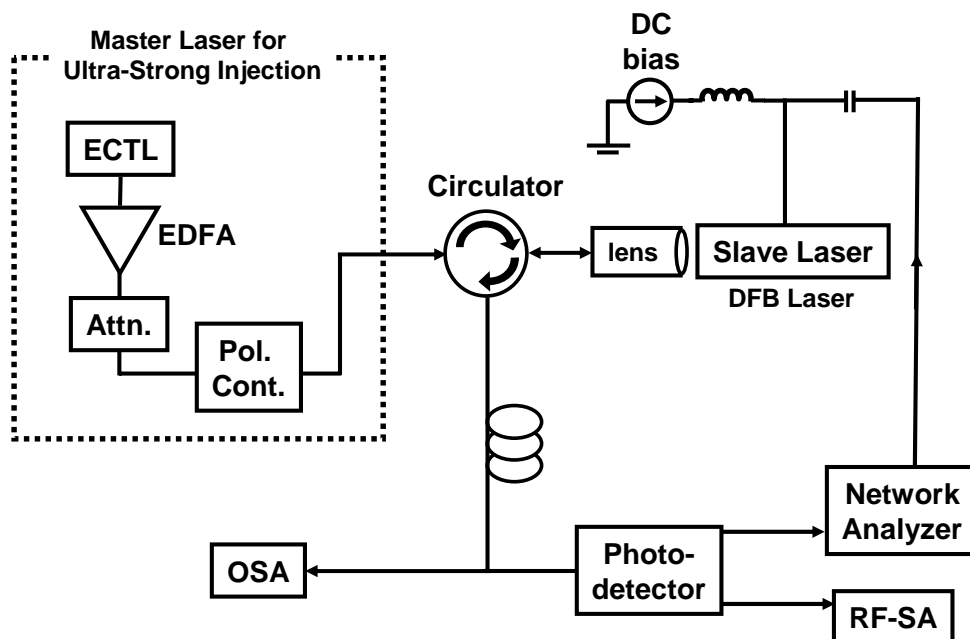 Master Laser for
Ultra-Strong Injection
DC
bias
ECTL
EDFA
Attn.
Pol.
Cont.
Circulator
lens
Slave Laser
DFB Laser
Network
Analyzer
Photo-
detector
OSA
RF-SA